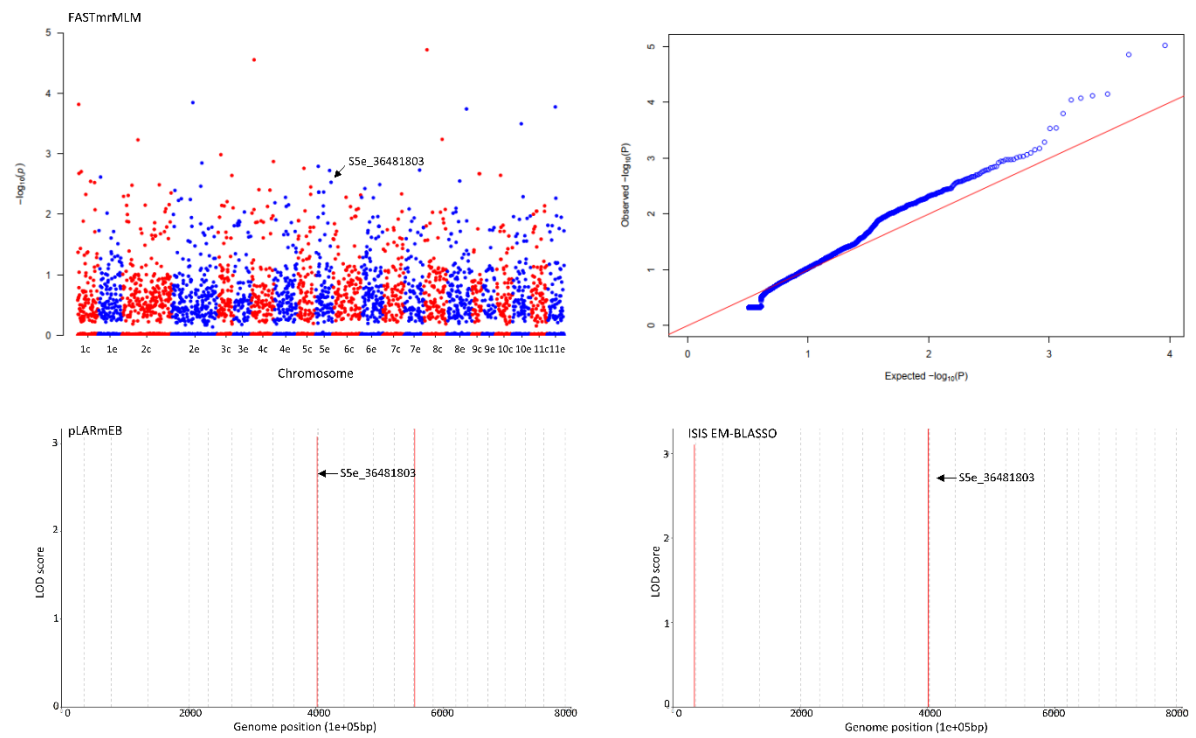 FASTmrMLM
5
4
3
2
1
0
−log10(p)
S5e_36481803
1c 1e 2c 2e 3c 3e 4c 4e 5c 5e 6c 6e 7c 7e 8c 8e 9c 9e 10c 10e 11c 11e
Chromosome
5
4
3
2
1
0
Observed −log10(P)
0 1 2 3 4
Expected −log10(P)
pLARmEB
3
2
1
0
LOD score
S5e_36481803
0 2000 4000 6000 8000
Genome position (1e+05bp)
ISIS EM-BLASSO
3
2
1
0
LOD score
S5e_36481803
0 2000 4000 6000 8000
Genome position (1e+05bp)